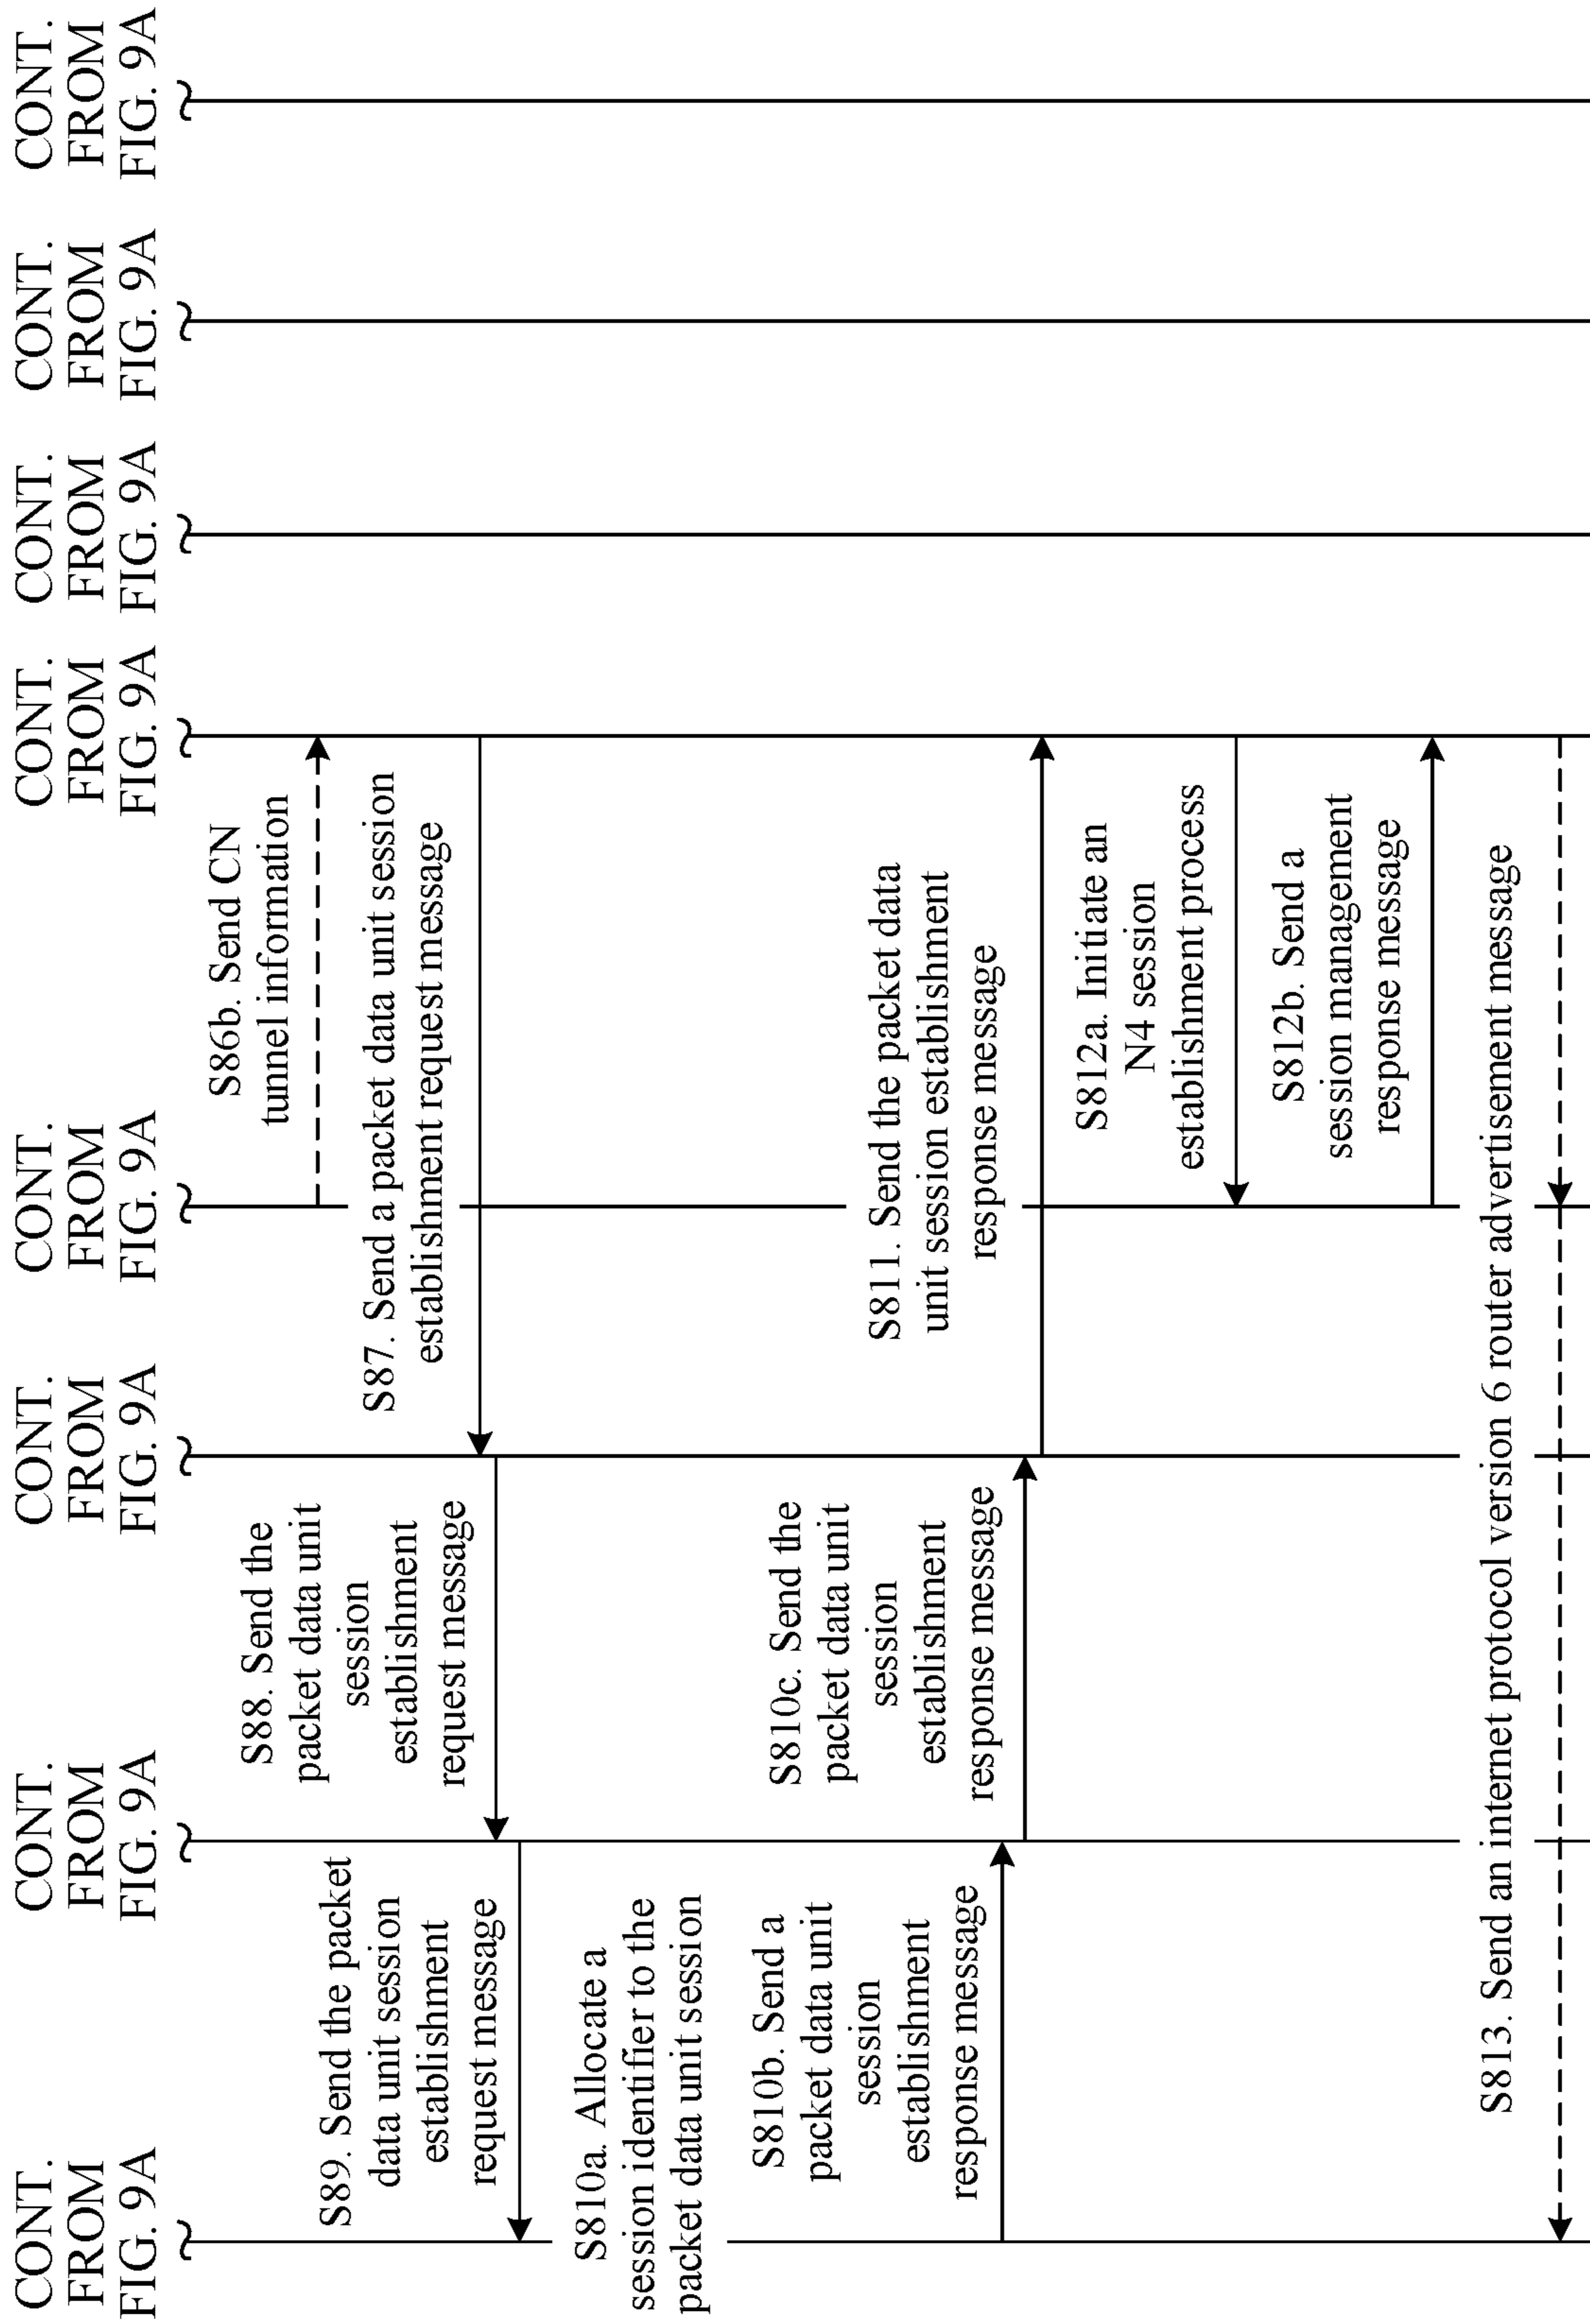 CONT.
FROM
FIG. 9A
CONT.
FROM
FIG. 9A
CONT.
FROM
FIG. 9A
CONT.
FROM
FIG. 9A
CONT.
FROM
FIG. 9A
CONT.
FROM
FIG. 9A
CONT.
FROM
FIG. 9A
CONT.
FROM
FIG. 9A
S86b. Send CN
tunnel information
S87. Send a packet data unit session
establishment request message
S88. Send the
packet data unit
session
establishment
request message
S89. Send the packet
data unit session
establishment
request message
S810a. Allocate a
session identifier to the
packet data unit session
S810b. Send a
packet data unit
session
establishment
response message
S810c. Send the
packet data unit
session
establishment
response message
S811. Send the packet data
unit session establishment
response message
S812a. Initiate an
N4 session
establishment process
S812b. Send a
session management
response message
S813. Send an internet protocol version 6 router advertisement message